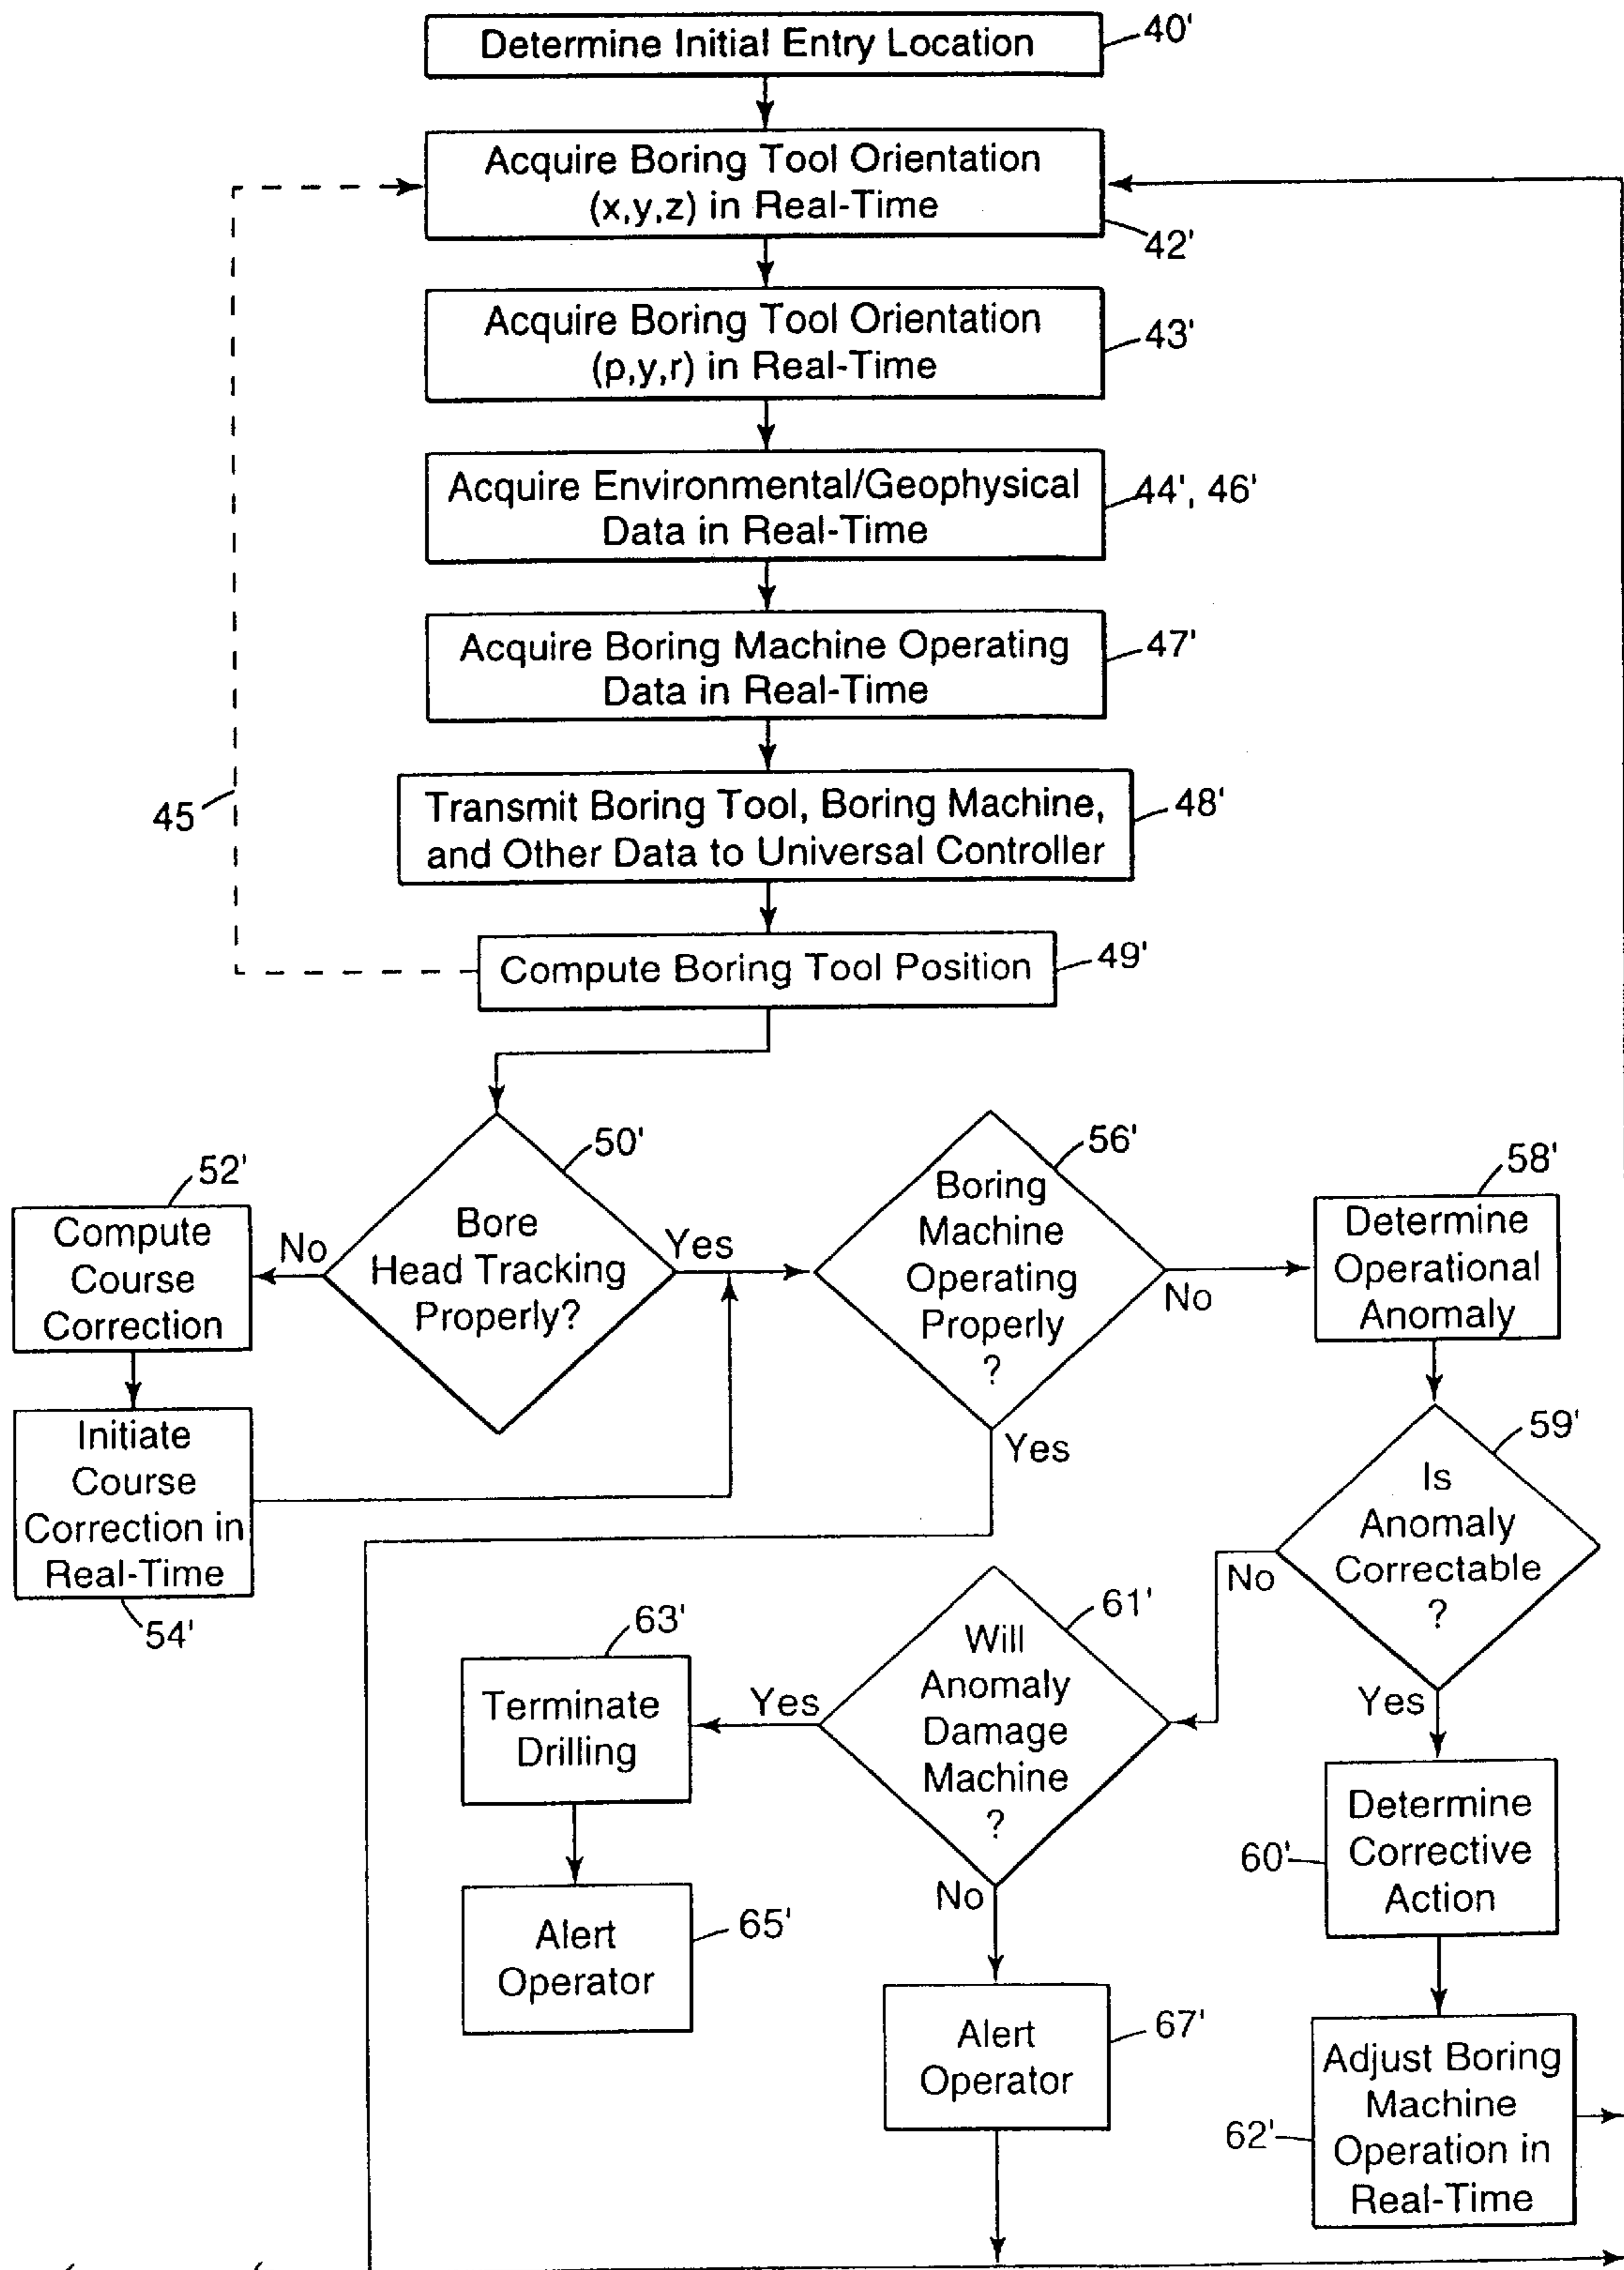 Determine Initial Entry Location
40'
Acquire Boring Tool Orientation
(x,y,z) in Real-Time
42'
Acquire Boring Tool Orientation
(p,y,r) in Real-Time
43'
Acquire Environmental/Geophysical
Data in Real-Time
44', 46'
Acquire Boring Machine Operating
Data in Real-Time
47'
Transmit Boring Tool, Boring Machine,
and Other Data to Universal Controller
48'
45
Compute Boring Tool Position
49'
50'
Bore
Head Tracking
Properly?
No
Yes
52'
Compute
Course
Correction
Initiate
Course
Correction in
Real-Time
54'
56'
Boring
Machine
Operating
Properly
?
No
Yes
58'
Determine
Operational
Anomaly
59'
Is
Anomaly
Correctable
?
No
Yes
61'
Will
Anomaly
Damage
Machine
?
Yes
No
63'
Terminate
Drilling
Alert
Operator
65'
Alert
Operator
67'
60'
Determine
Corrective
Action
62'
Adjust Boring
Machine
Operation in
Real-Time